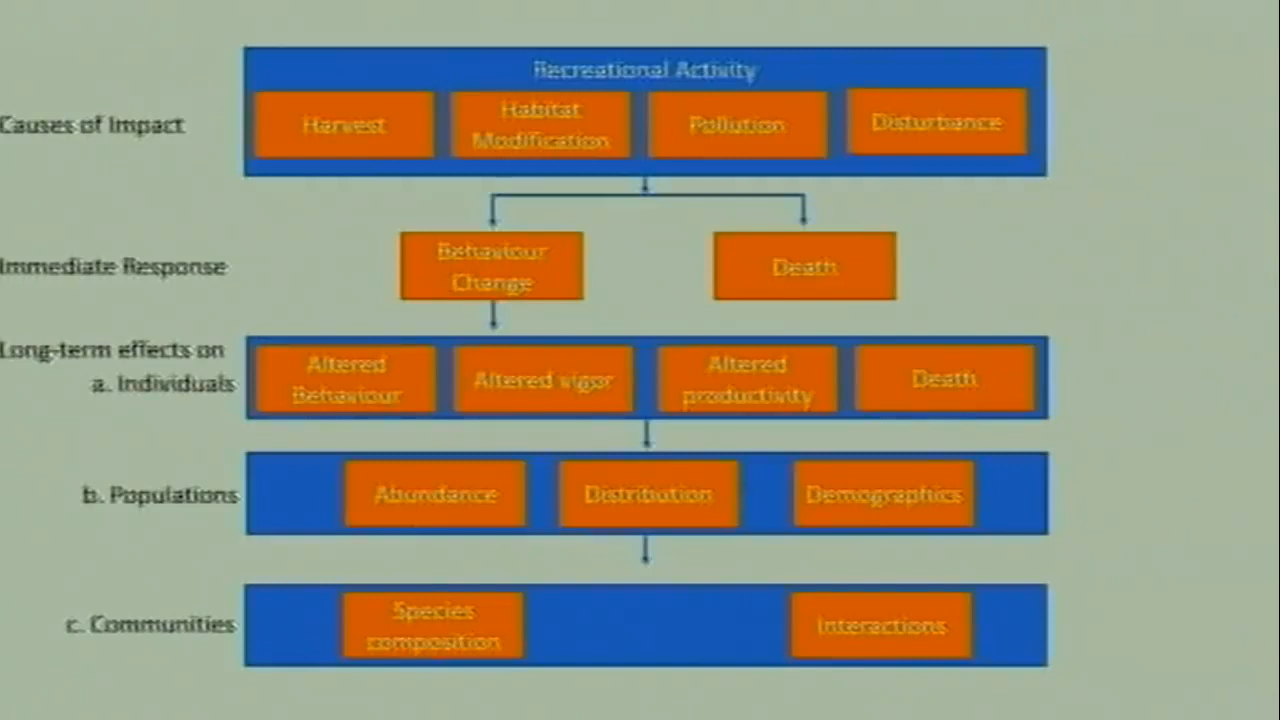 Recreational Activity
Causes of Impact
Harvest
Habitat
Modification
Pollution
Disturbance
Immediate Response
Behaviour
Change
Death
Long-term effects on
a. Individuals
Altered
Behaviour
Altered vigor
Altered
productivity
Death
b. Populations
Abundance
Distribution
Demographics
c. Communities
Species
composition
Interactions